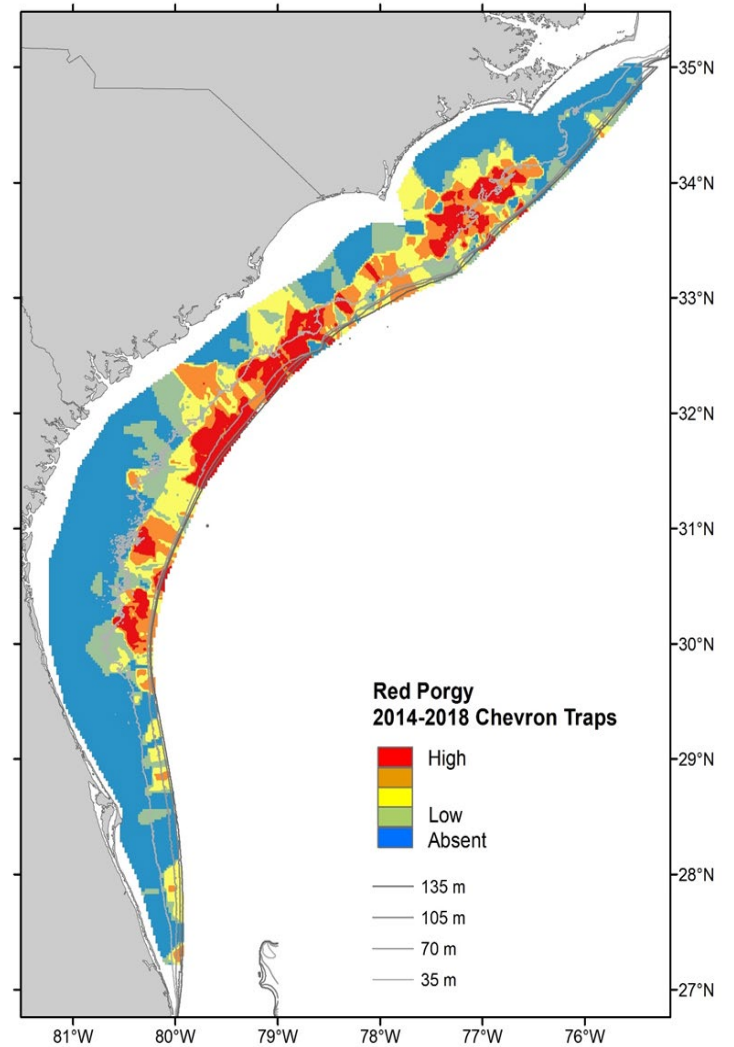 35°N
34°N
33°N
32°N
31°N
30°N
29°N
28°N
27°N
Red Porgy
2014-2018 Chevron Traps
High
Low
Absent
135 m
105 m
70 m
35 m
81°W 80°W 79°W 78°W 77°W 76°W